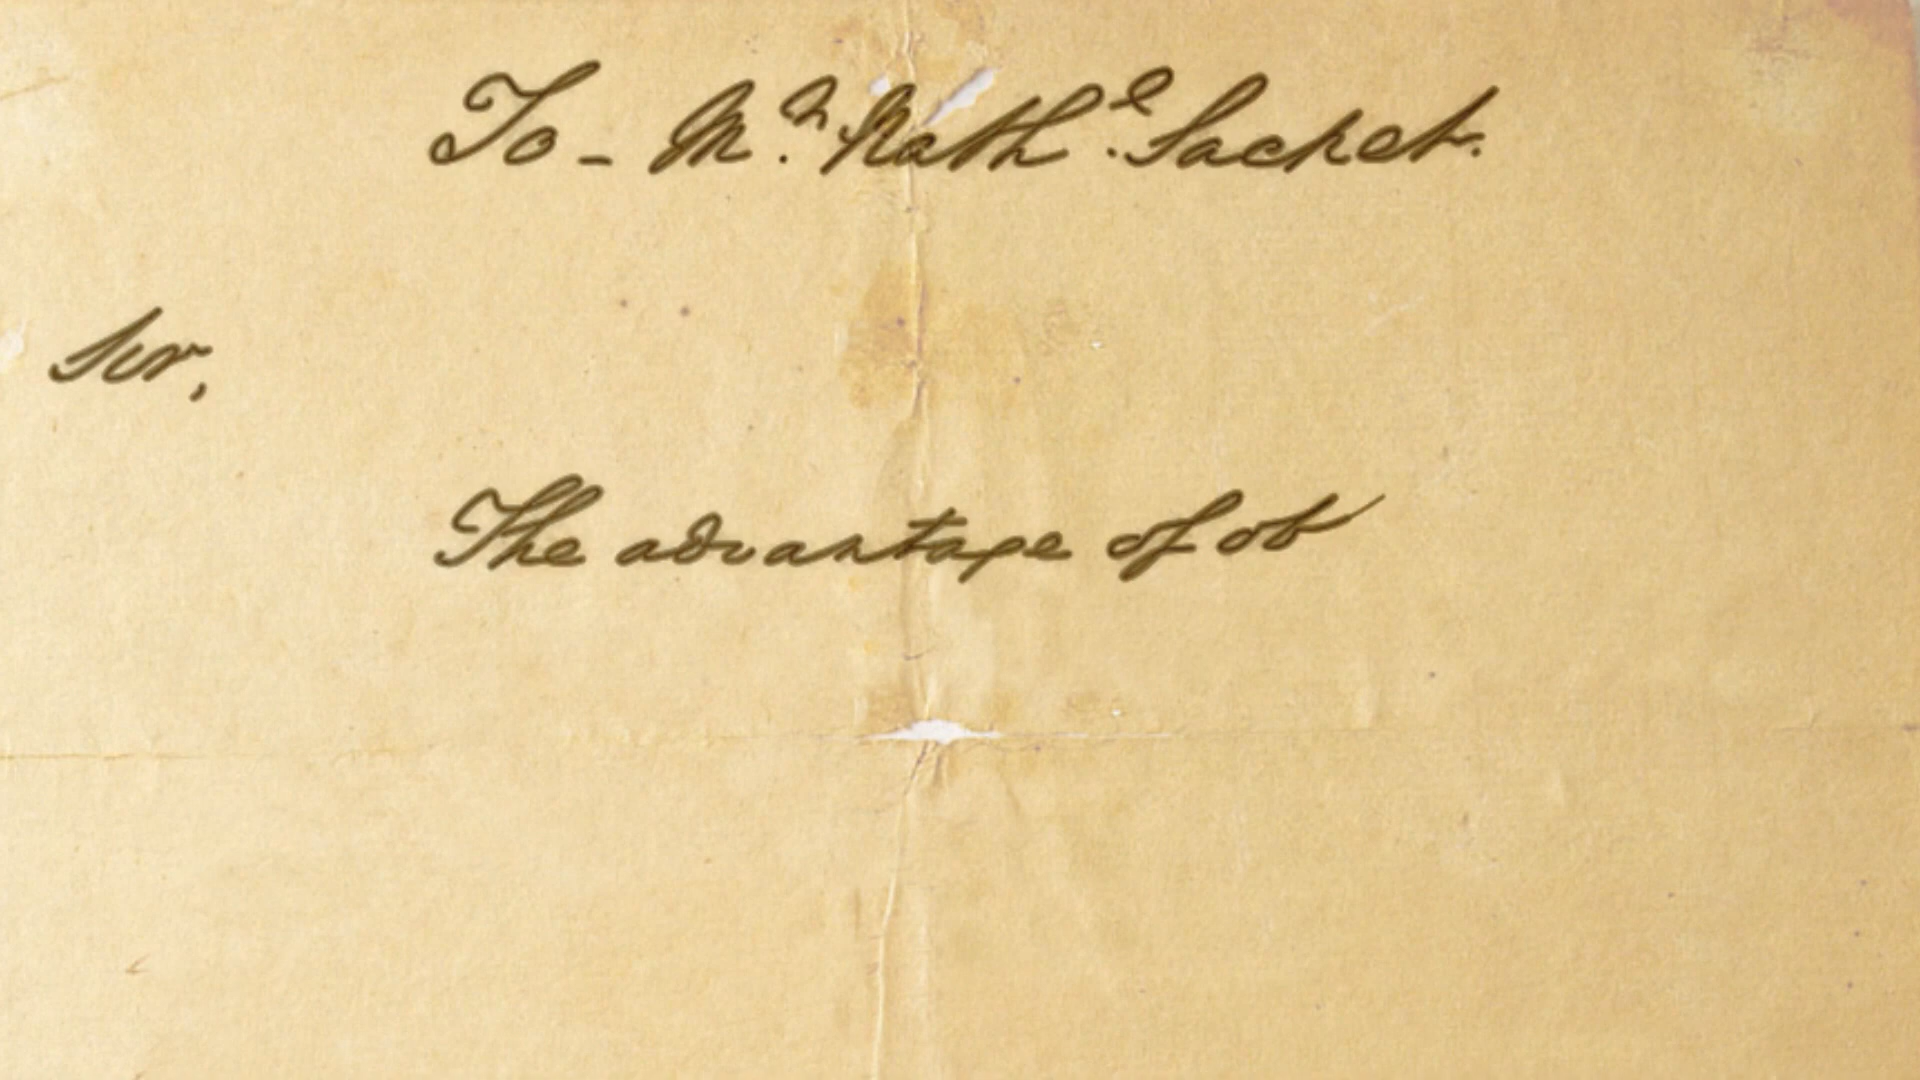 To - Mr. Nathl. Sacket.
Sir,
The advantage of ob